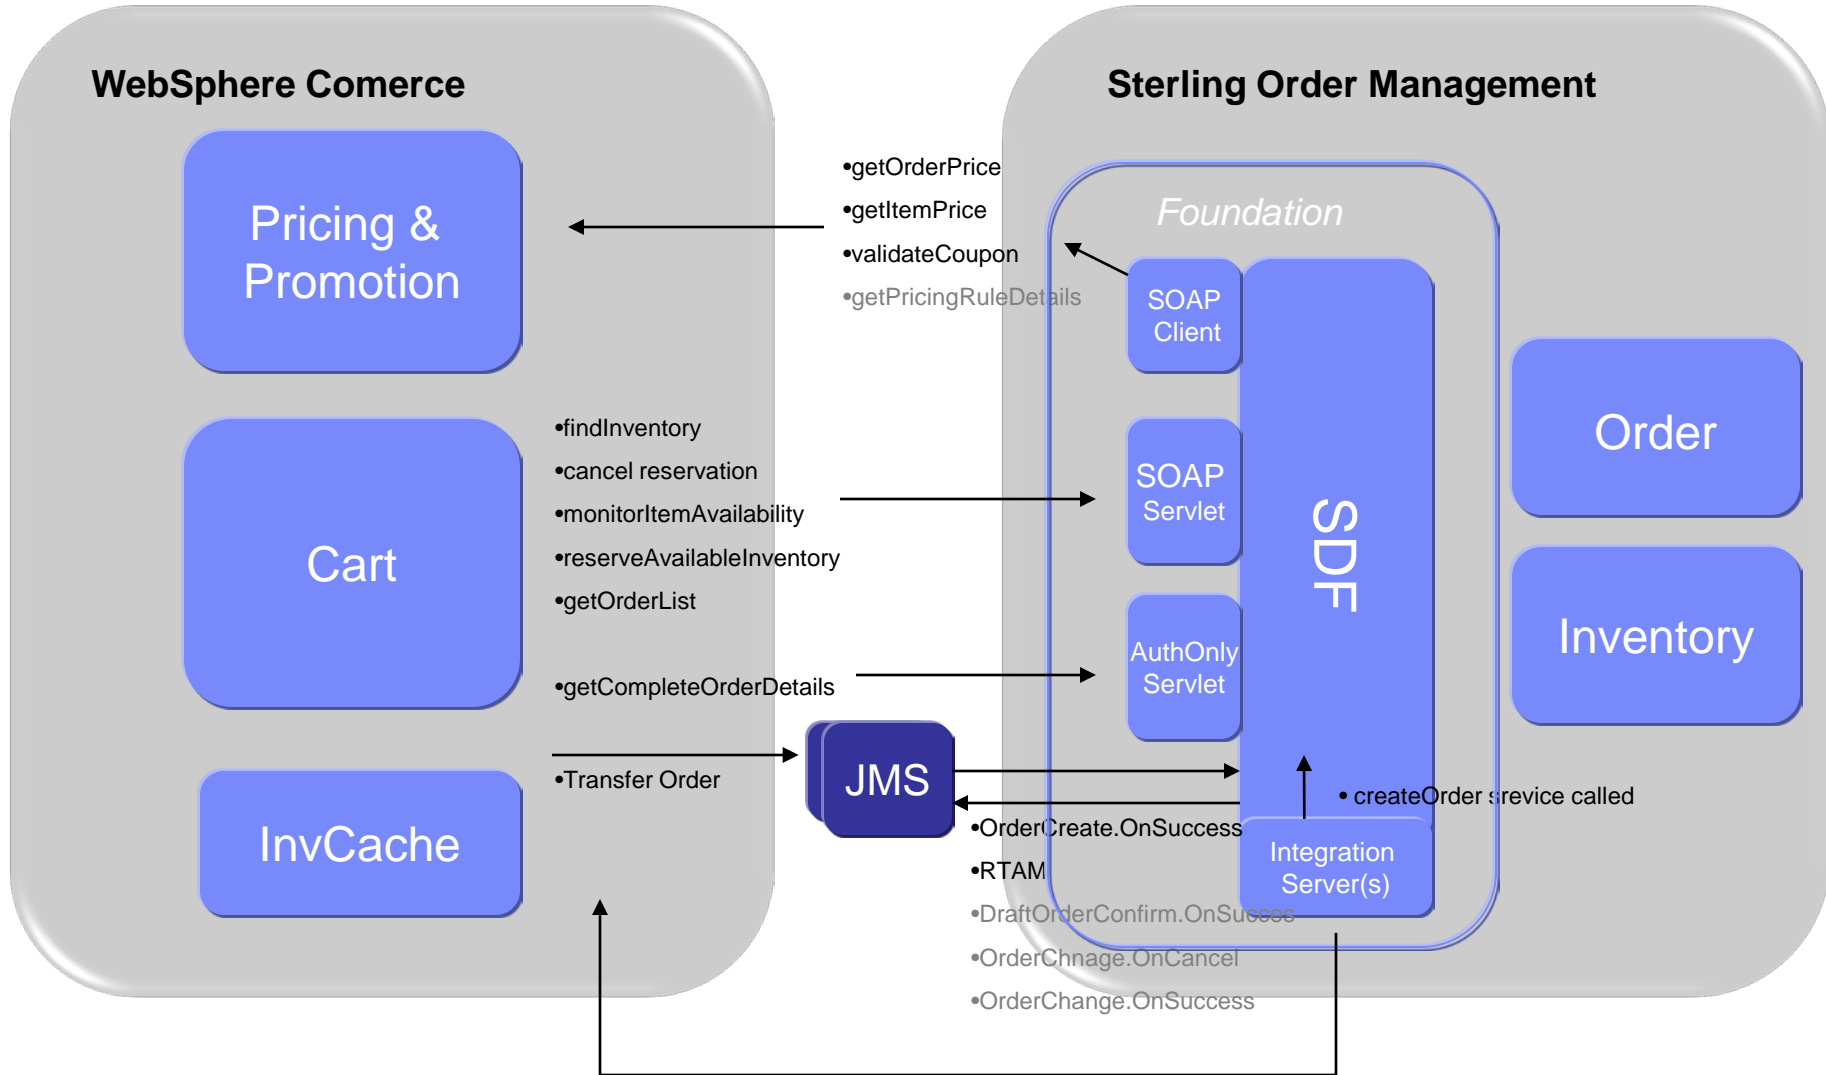 WebSphere Comerce
Pricing &
Promotion
Cart
InvCache
•findInventory
•cancel reservation
•monitorItemAvailability
•reserveAvailableInventory
•getOrderList
•getCompleteOrderDetails
•Transfer Order
•getOrderPrice
•getItemPrice
•validateCoupon
•getPricingRuleDetails
JMS
•OrderCreate.OnSuccess
•RTAM
•DraftOrderConfirm.OnSucces
•OrderChnage.OnCancel
•OrderChange.OnSuccess
Sterling Order Management
Foundation
SOAP
Client
SOAP
Servlet
AuthOnly
Servlet
SDF
• createOrder srevice called
Integration
Server(s)
Order
Inventory